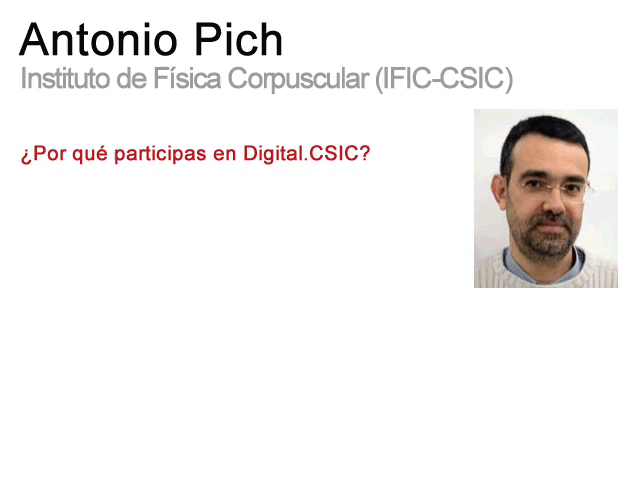 Antonio Pich
Instituto de Física Corpuscular (IFIC-CSIC)
¿Por qué participas en Digital.CSIC?